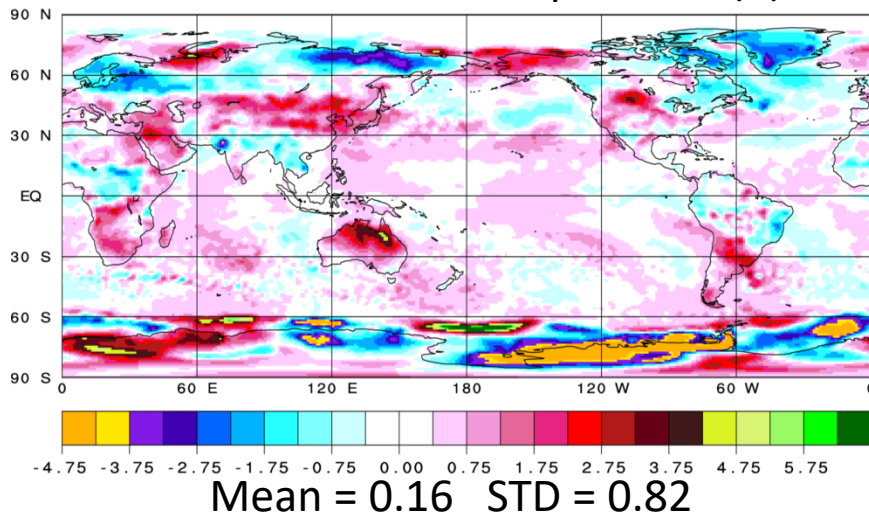 90 N
60 N
30 N
EQ
30 S
60 S
90 S
0 60 E 120 E 180 120 W 60 W 0
-4.75 -3.75 -2.75 -1.75 -0.75 0.00 0.75 1.75 2.75 3.75 4.75 5.75
Mean = 0.16 STD = 0.82